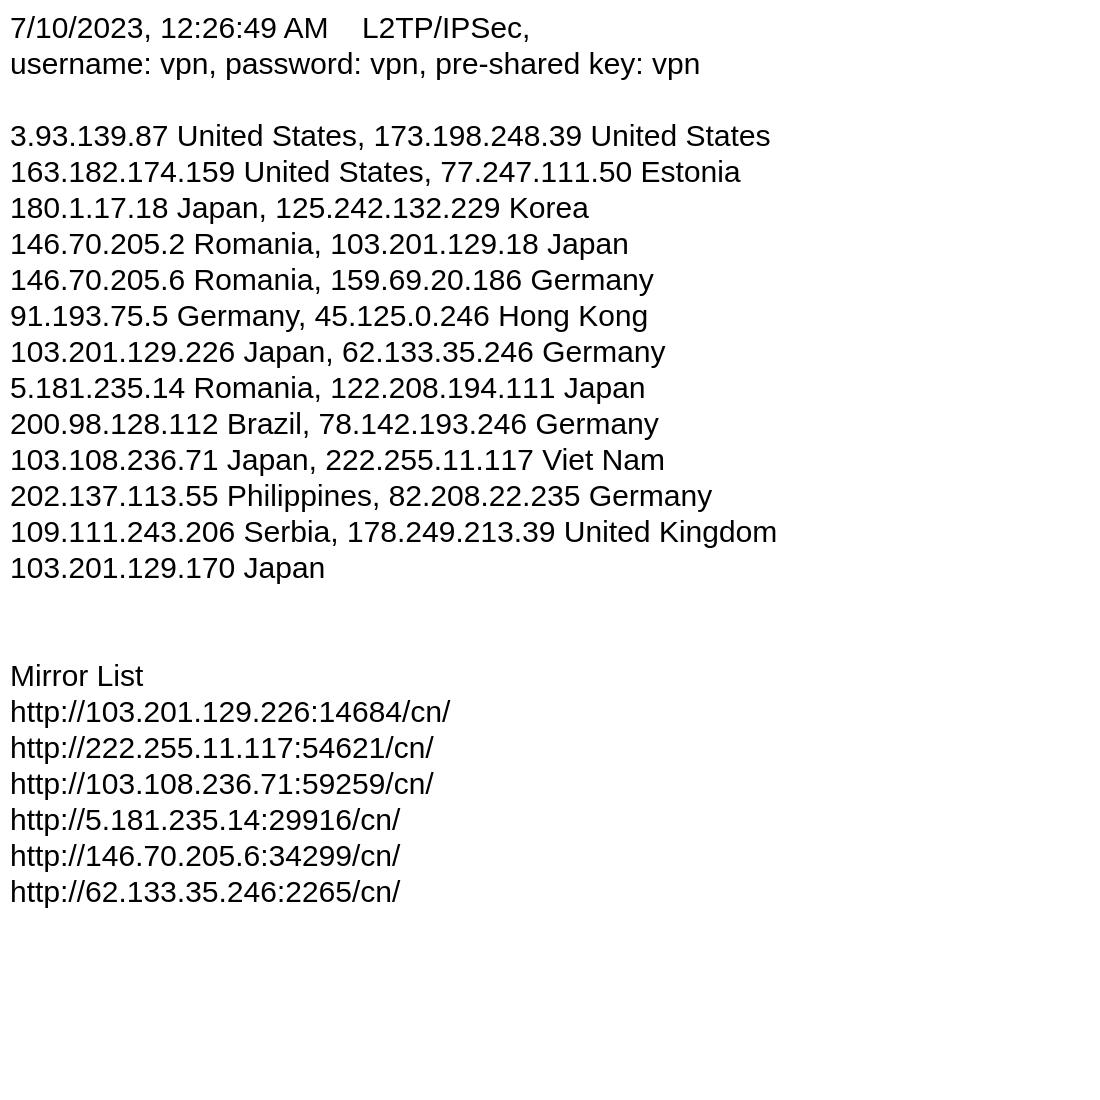 7/10/2023, 12:26:49 AM    L2TP/IPSec,
username: vpn, password: vpn, pre-shared key: vpn
3.93.139.87 United States, 173.198.248.39 United States
163.182.174.159 United States, 77.247.111.50 Estonia
180.1.17.18 Japan, 125.242.132.229 Korea
146.70.205.2 Romania, 103.201.129.18 Japan
146.70.205.6 Romania, 159.69.20.186 Germany
91.193.75.5 Germany, 45.125.0.246 Hong Kong
103.201.129.226 Japan, 62.133.35.246 Germany
5.181.235.14 Romania, 122.208.194.111 Japan
200.98.128.112 Brazil, 78.142.193.246 Germany
103.108.236.71 Japan, 222.255.11.117 Viet Nam
202.137.113.55 Philippines, 82.208.22.235 Germany
109.111.243.206 Serbia, 178.249.213.39 United Kingdom
103.201.129.170 Japan
Mirror List
http://103.201.129.226:14684/cn/
http://222.255.11.117:54621/cn/
http://103.108.236.71:59259/cn/
http://5.181.235.14:29916/cn/
http://146.70.205.6:34299/cn/
http://62.133.35.246:2265/cn/